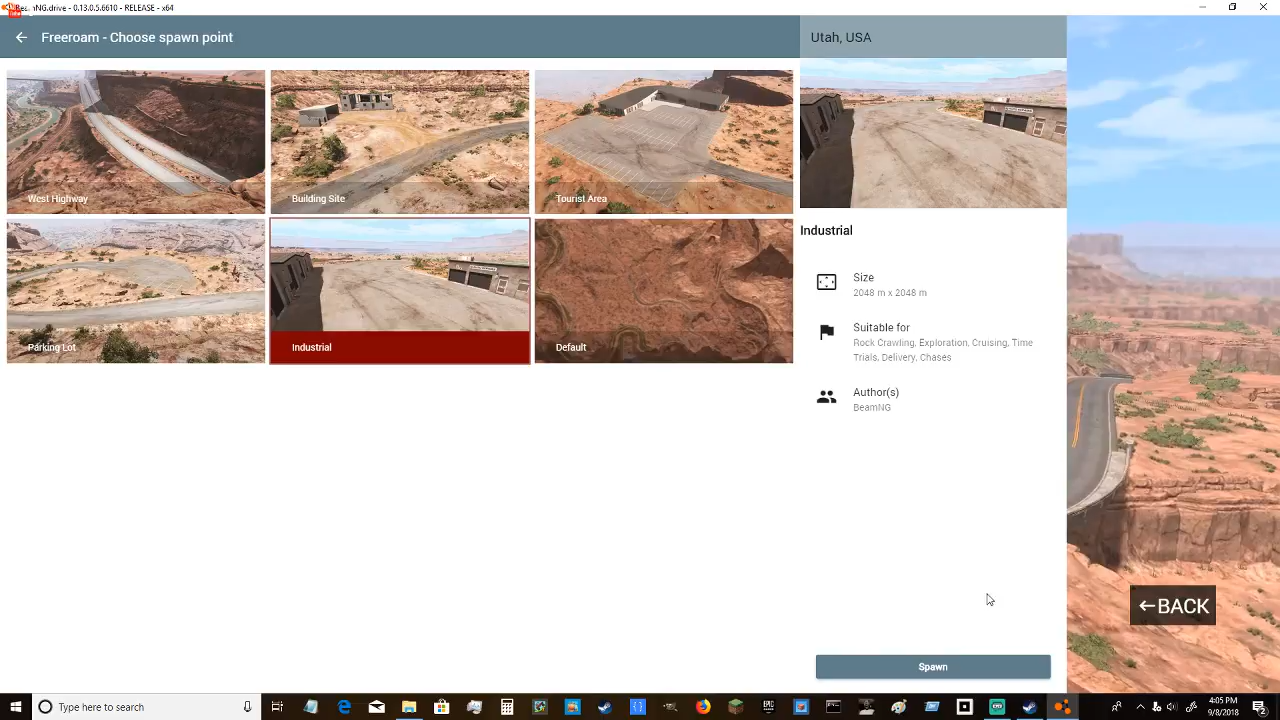 NG.drive - 0.13.0.5.6610 - RELEASE - x64
Freeroam - Choose spawn point
Utah, USA
West Highway
Building Site
Tourist Area
Parking Lot
Industrial
Default
Industrial
Size
2048 m x 2048 m
Suitable for
Rock Crawling, Exploration, Cruising, Time
Trials, Delivery, Chases
Author(s)
BeamNG
Spawn
←BACK
Type here to search
4:05 PM
9/8/2018